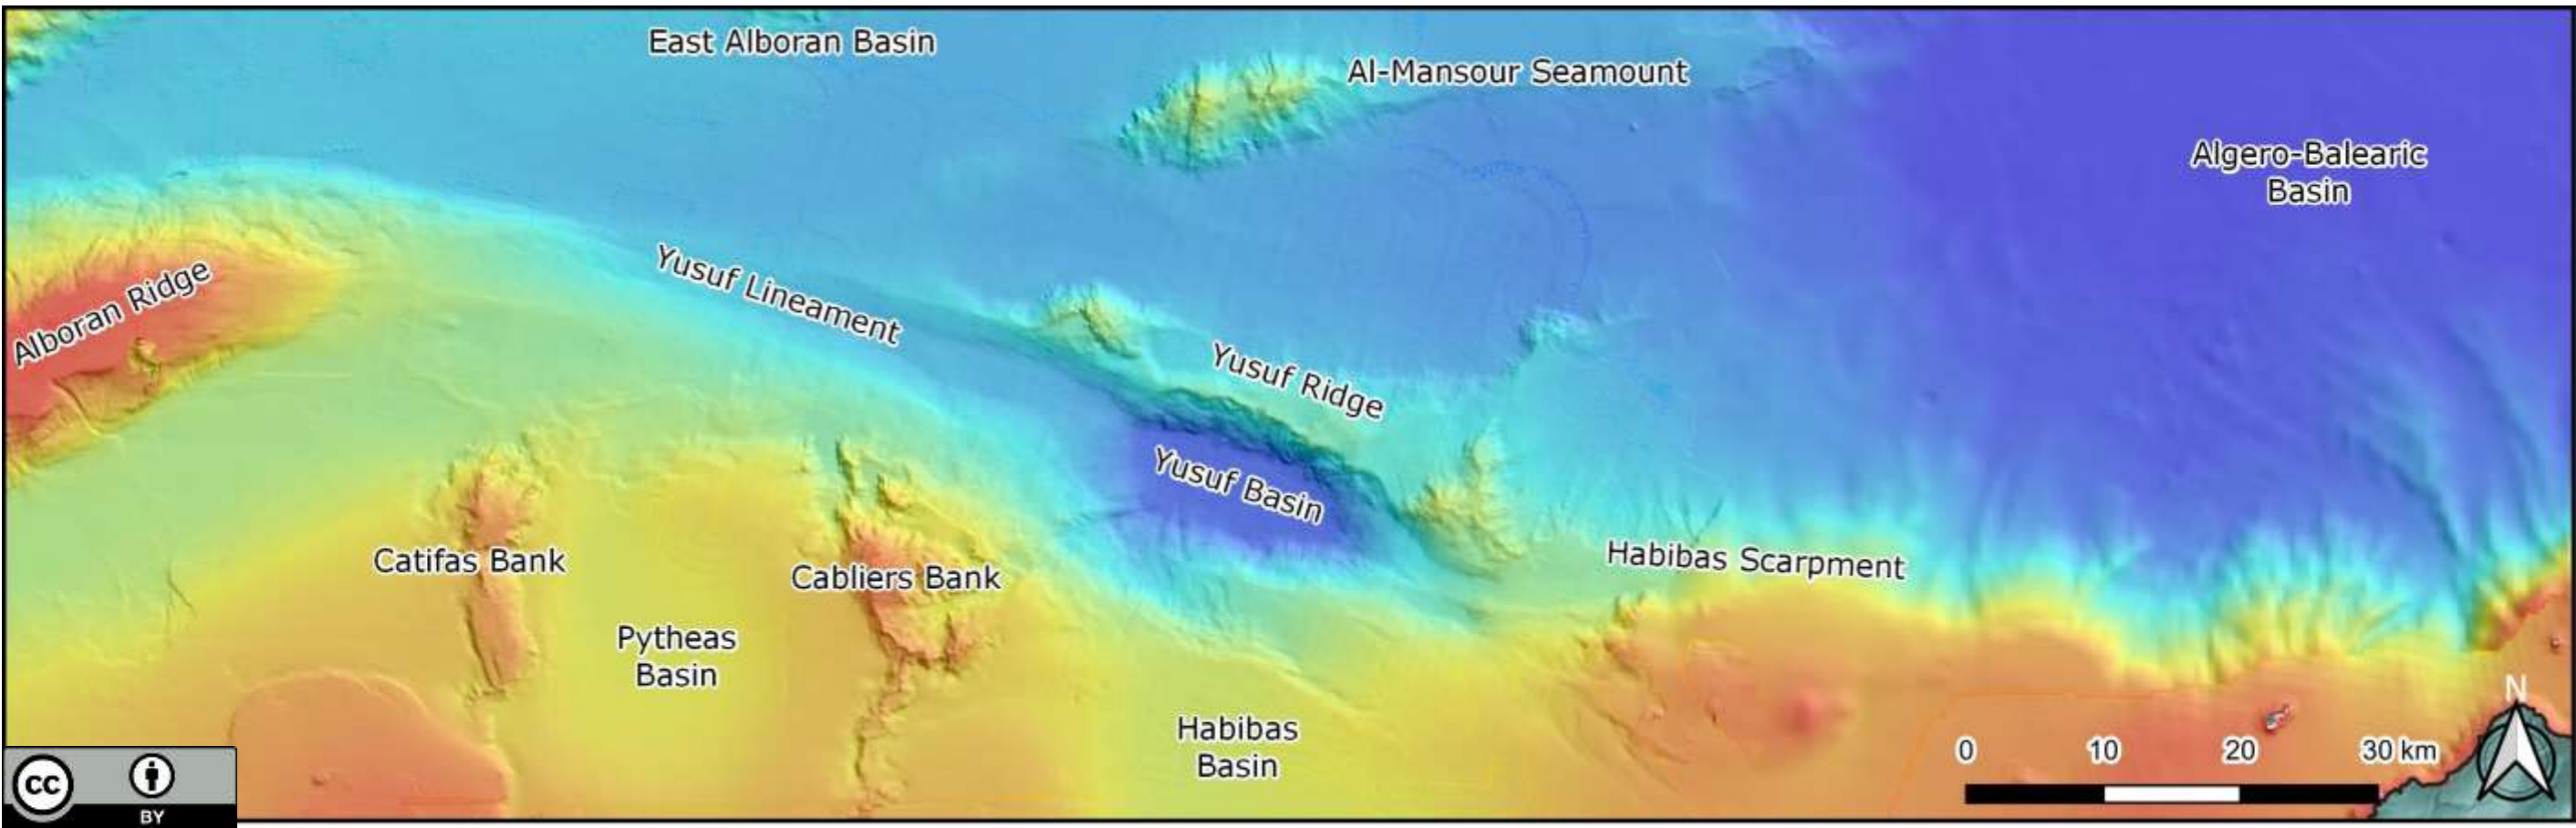 East Alboran Basin
Al-Mansour Seamount
Algero-Balearic
Basin
Alboran Ridge
Yusuf Lineament
Yusuf Ridge
Yusuf Basin
Catifas Bank
Cabliers Bank
Habibas Scarpment
Pytheas
Basin
Habibas
Basin
N
0 10 20 30 km
cc
BY